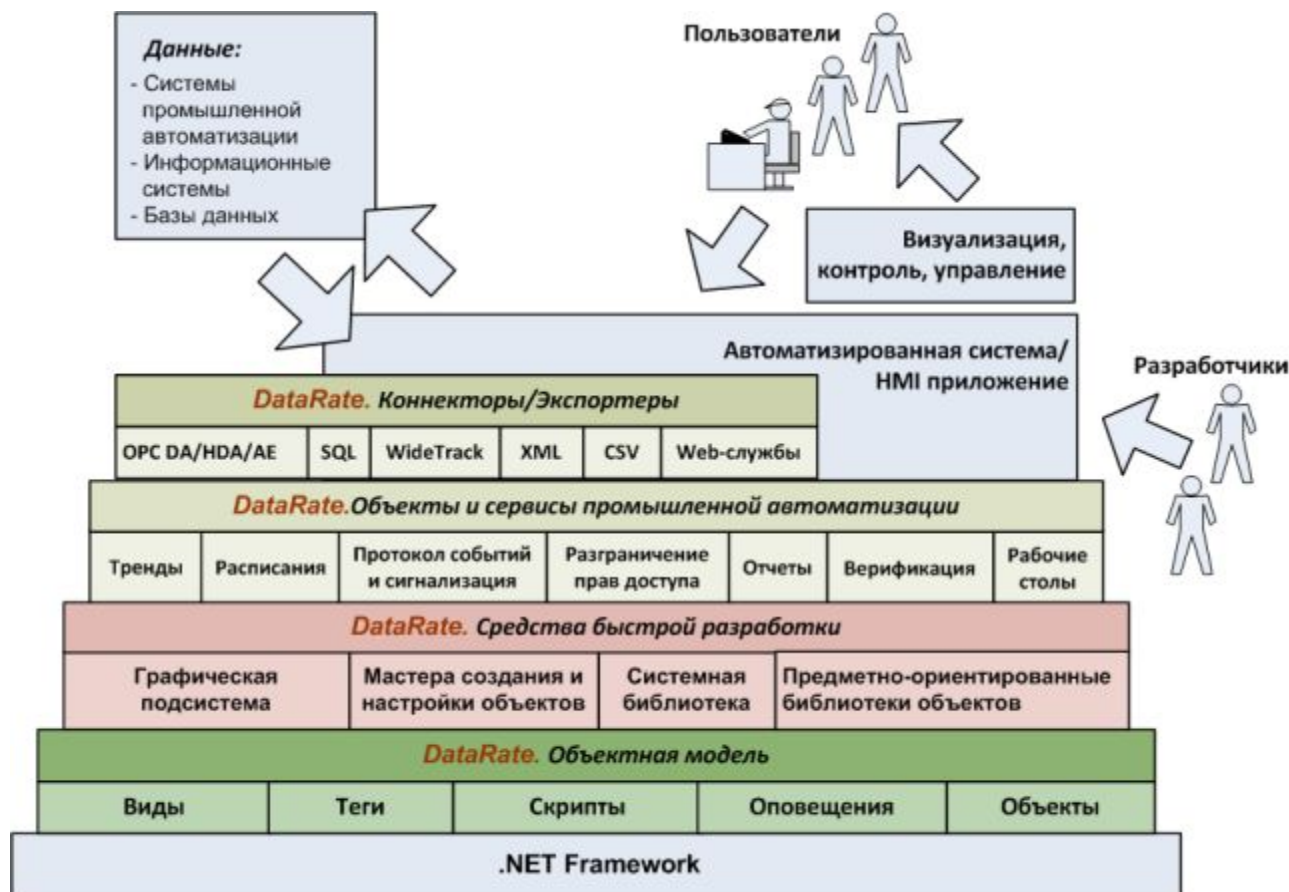 Данные:
- Системы
промышленной
автоматизации
- Информационные
системы
- Базы данных
Пользователи
Визуализация,
контроль, управление
Автоматизированная система/
HMI приложение
Разработчики
DataRate. Коннекторы/Экспортеры
OPC DA/HDA/AE SQL WideTrack XML CSV Web-службы
DataRate.Объекты и сервисы промышленной автоматизации
Тренды Расписания Протокол событий и сигнализация Разграничение прав доступа Отчеты Верификация Рабочие столы
DataRate. Средства быстрой разработки
Графическая подсистема Мастера создания и настройки объектов Системная библиотека Предметно-ориентированные библиотеки объектов
DataRate. Объектная модель
Виды Теги Скрипты Оповещения Объекты
.NET Framework